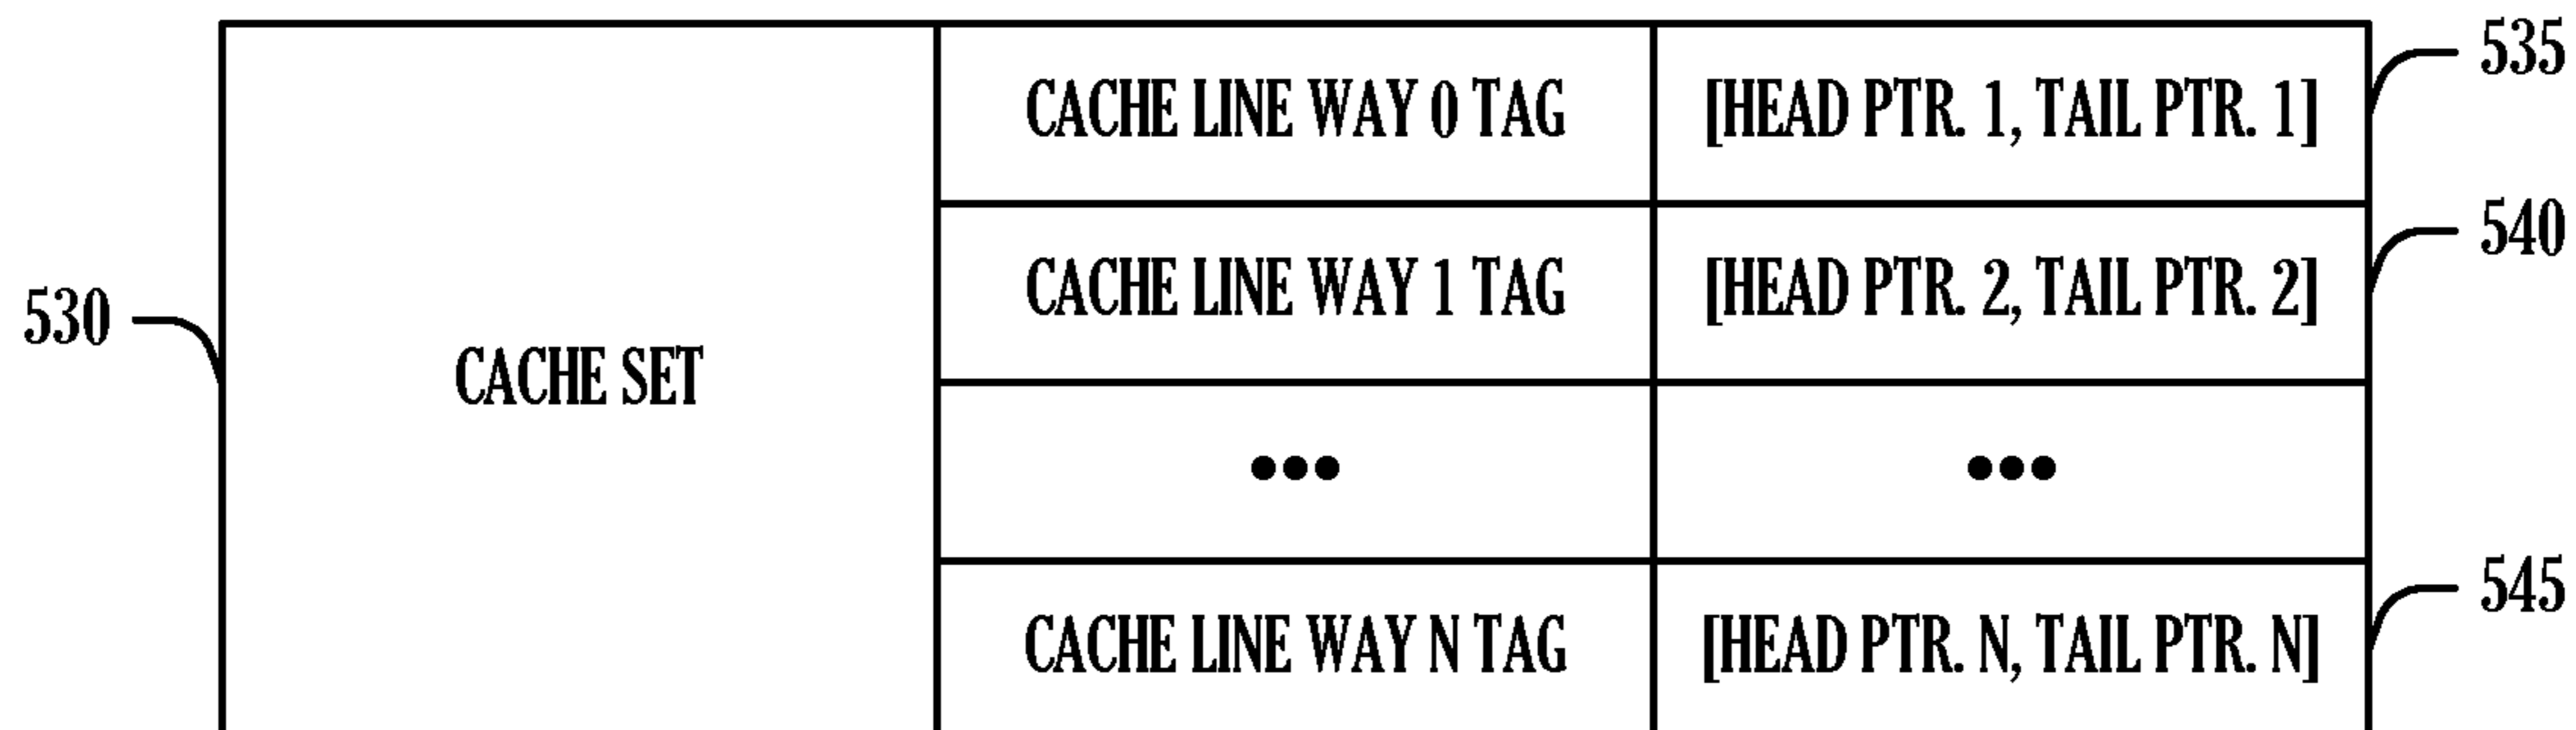 CACHE LINE WAY 0 TAG [HEAD PTR. 1, TAIL PTR. 1] 535
CACHE LINE WAY 1 TAG [HEAD PTR. 2, TAIL PTR. 2] 540
530
CACHE SET
••• •••
CACHE LINE WAY N TAG [HEAD PTR. N, TAIL PTR. N] 545